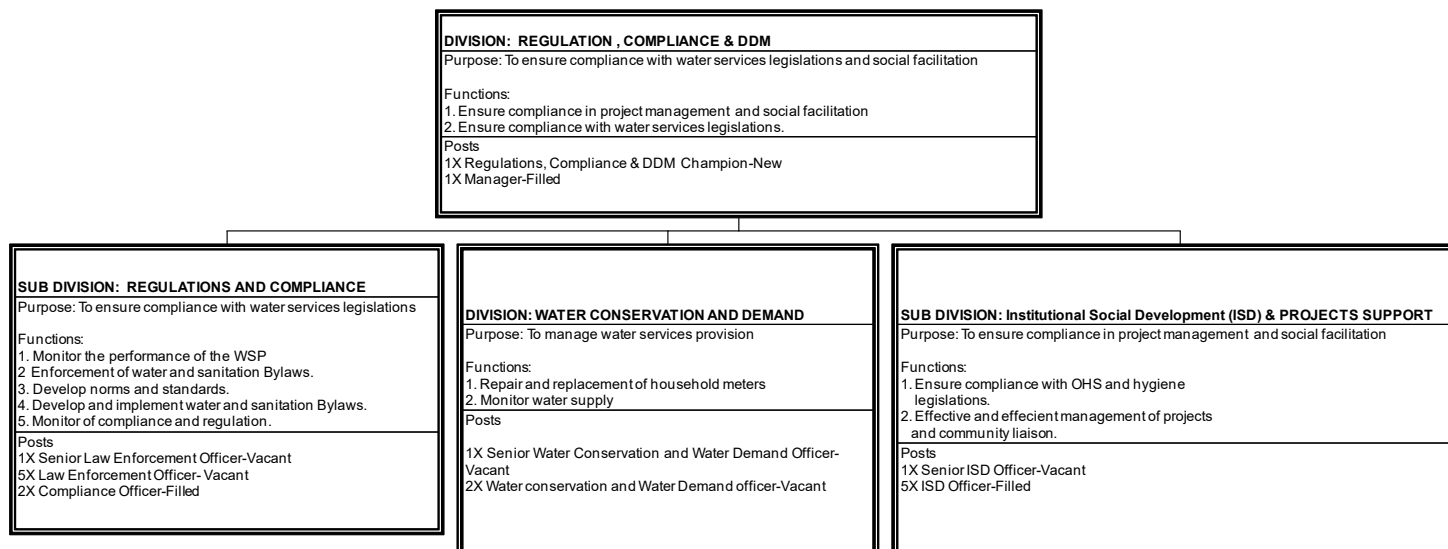 DIVISION: REGULATION , COMPLIANCE & DDM
Purpose: To ensure compliance with water services legislations and social facilitation
Functions:
1. Ensure compliance in project management and social facilitation
2. Ensure compliance with water services legislations.
Posts
1X Regulations, Compliance & DDM Champion-New
1X Manager-Filled
SUB DIVISION: REGULATIONS AND COMPLIANCE
Purpose: To ensure compliance with water services legislations
Functions:
1. Monitor the performance of the WSP
2 Enforcement of water and sanitation Bylaws.
3. Develop norms and standards.
4. Develop and implement water and sanitation Bylaws.
5. Monitor of compliance and regulation.
Posts
1X Senior Law Enforcement Officer-Vacant
5X Law Enforcement Officer- Vacant
2X Compliance Officer-Filled
DIVISION: WATER CONSERVATION AND DEMAND
Purpose: To manage water services provision
Functions:
1. Repair and replacement of household meters
2. Monitor water supply
Posts
1X Senior Water Conservation and Water Demand Officer-
Vacant
2X Water conservation and Water Demand officer-Vacant
SUB DIVISION: Institutional Social Development (ISD) & PROJECTS SUPPORT
Purpose: To ensure compliance in project management and social facilitation
Functions:
1. Ensure compliance with OHS and hygiene
legislations.
2. Effective and effecient management of projects
and community liaison.
Posts
1X Senior ISD Officer-Vacant
5X ISD Officer-Filled